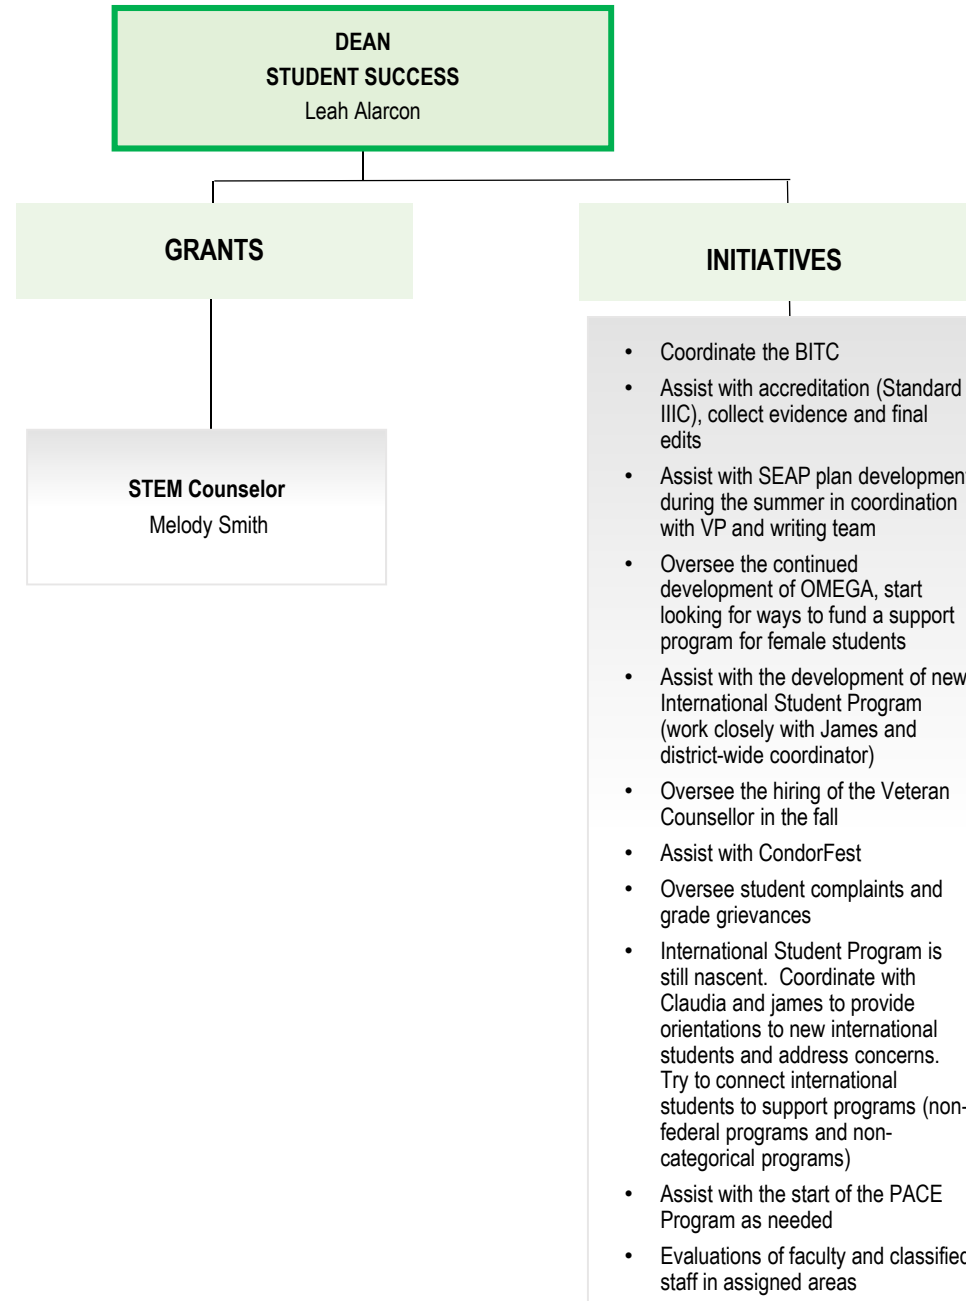 DEAN
STUDENT SUCCESS
Leah Alarcon
GRANTS
INITIATIVES
STEM Counselor
Melody Smith
• Coordinate the BITC
• Assist with accreditation (Standard
IIIC), collect evidence and final
edits
• Assist with SEAP plan development
during the summer in coordination
with VP and writing team
• Oversee the continued
development of OMEGA, start
looking for ways to fund a support
program for female students
• Assist with the development of new
International Student Program
(work closely with James and
district-wide coordinator)
• Oversee the hiring of the Veteran
Counsellor in the fall
• Assist with CondorFest
• Oversee student complaints and
grade grievances
• International Student Program is
still nascent.  Coordinate with
Claudia and james to provide
orientations to new international
students and address concerns.
Try to connect international
students to support programs (non-
federal programs and non-
categorical programs)
• Assist with the start of the PACE
Program as needed
• Evaluations of faculty and classified
staff in assigned areas